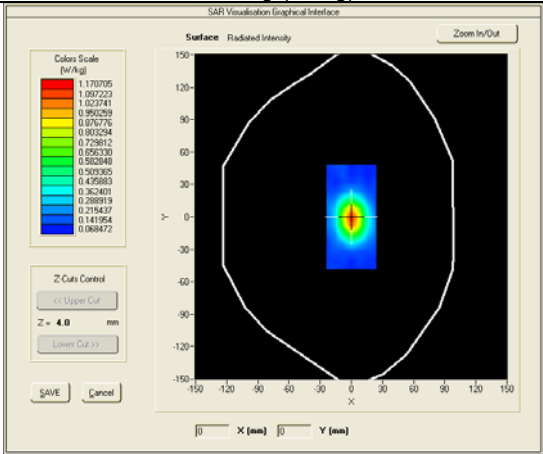 SAR Visualisation Graphical Interface
Surface Radiated Intensity
Zoom In/Out
Colors Scale
(W/kg)
1.170705
1.097223
1.023741
0.950259
0.876776
0.803294
0.729812
0.656330
0.582848
0.509365
0.435883
0.362401
0.288919
0.215437
0.141954
0.068472
Z-Cuts Control
<< Upper Cut
Z = 4.0 mm
Lower Cut >>
SAVE Cancel
150
120
90
60
30
0
-30
-60
-90
-120
-150
Y
-150 -120 -90 -60 -30 0 30 60 90 120 150
X
0 X (mm) 0 Y (mm)